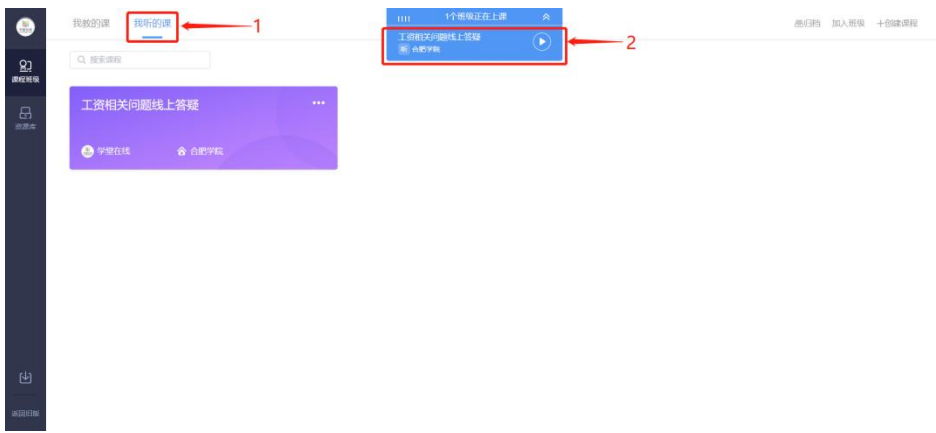 我教的课
我听的课
1
1个班级正在上课
工资相关问题线上答疑
听 合肥学院
2
归档
加入班级
+创建课程
课程班级
搜索课程
资源库
工资相关问题线上答疑
学堂在线
合肥学院
返回旧版